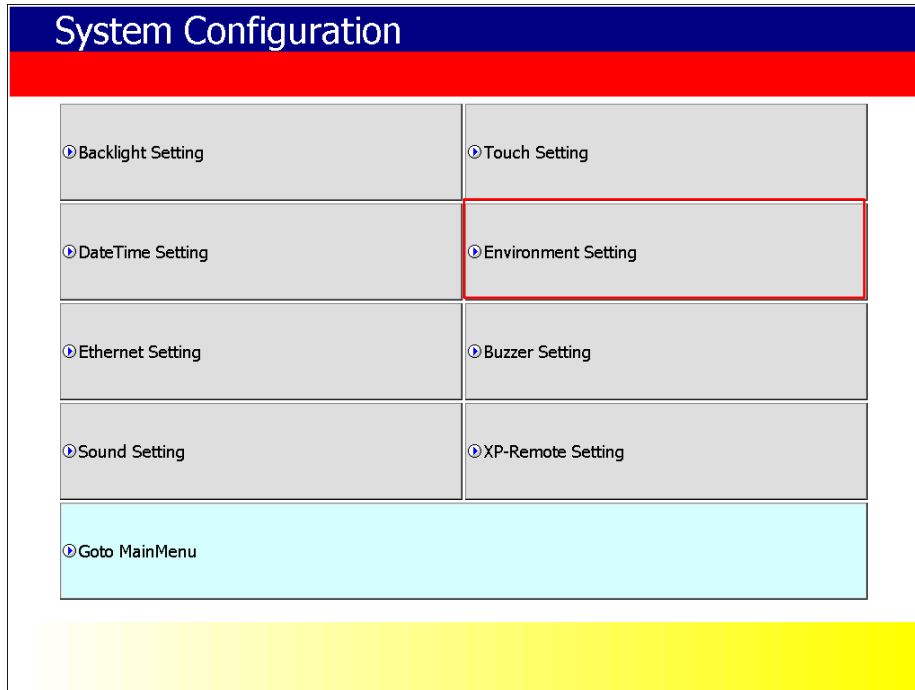 System Configuration
Backlight Setting
Touch Setting
DateTime Setting
Environment Setting
Ethernet Setting
Buzzer Setting
Sound Setting
XP-Remote Setting
Goto MainMenu